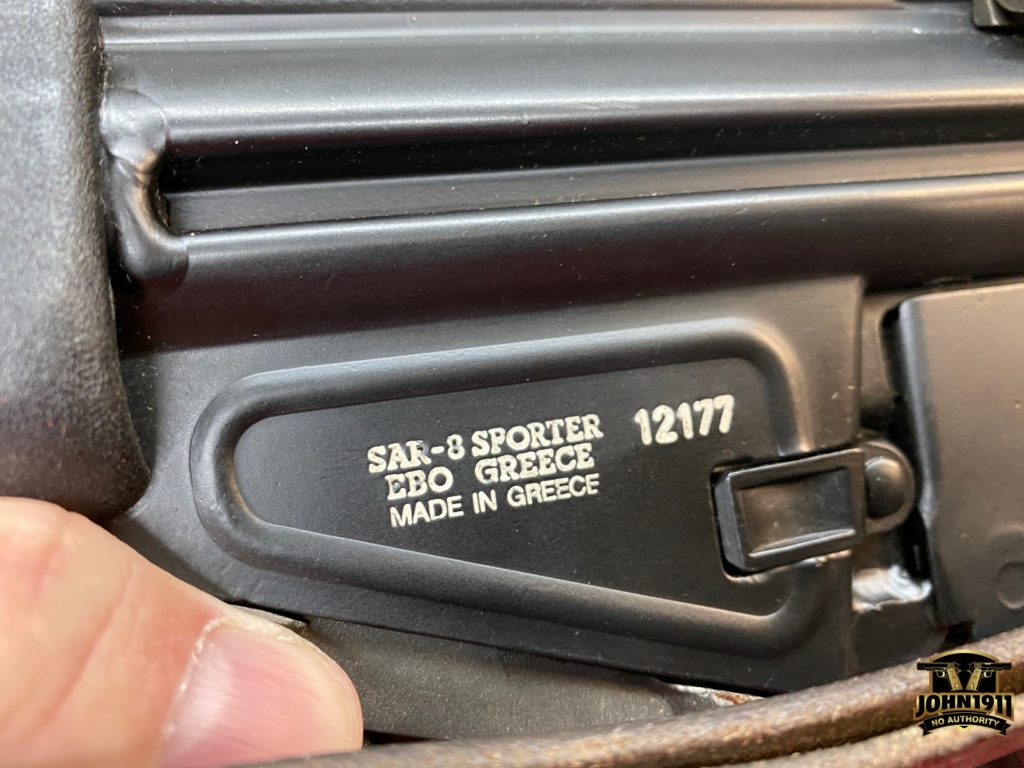 SAR-8 SPORTER 12177
EBO GREECE
MADE IN GREECE
JOHN1911
NO AUTHORITY